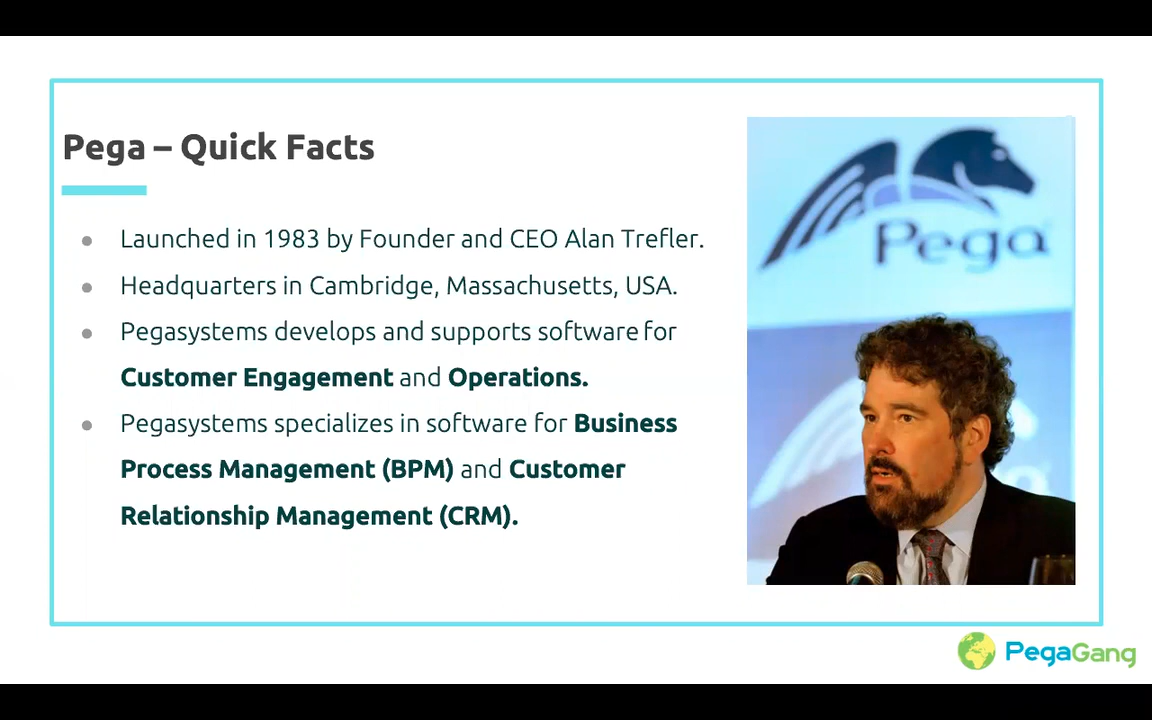 Pega – Quick Facts
Launched in 1983 by Founder and CEO Alan Trefler.
Headquarters in Cambridge, Massachusetts, USA.
Pegasystems develops and supports software for
Customer Engagement and Operations.
Pegasystems specializes in software for Business
Process Management (BPM) and Customer
Relationship Management (CRM).
Pega
PegaGang